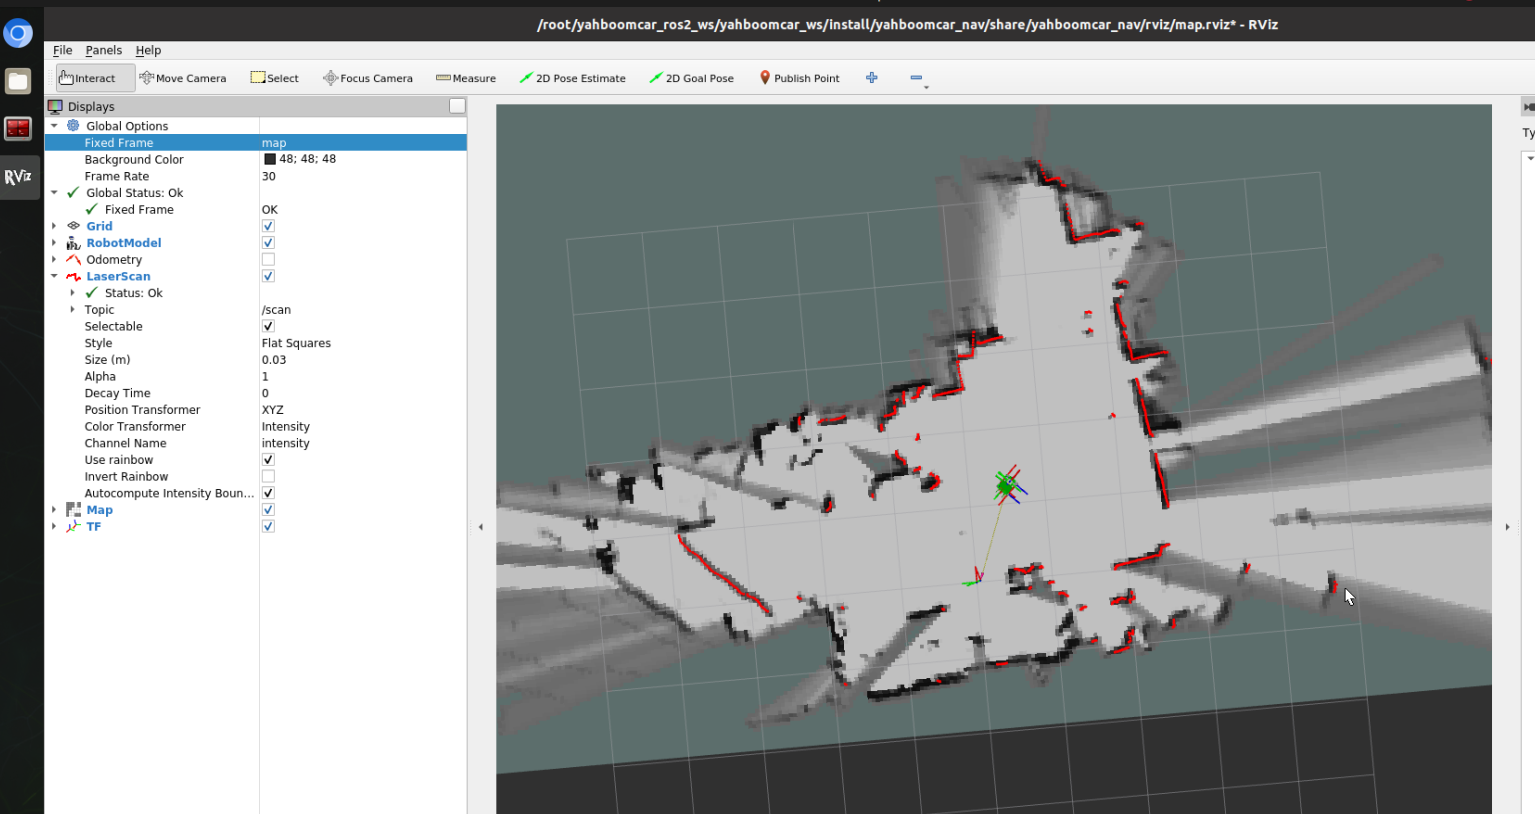 /root/yahboomcar_ros2_ws/yahboomcar_ws/install/yahboomcar_nav/share/yahboomcar_nav/rviz/map.rviz* - RViz
File Panels Help
Interact Move Camera Select Focus Camera Measure 2D Pose Estimate 2D Goal Pose Publish Point
Displays
Global Options
Fixed Frame map
Background Color 48; 48; 48
Frame Rate 30
Global Status: Ok
Fixed Frame OK
Grid
RobotModel
Odometry
LaserScan
Status: Ok
Topic /scan
Selectable
Style Flat Squares
Size (m) 0.03
Alpha 1
Decay Time 0
Position Transformer XYZ
Color Transformer Intensity
Channel Name intensity
Use rainbow
Invert Rainbow
Autocompute Intensity Boun...
Map
TF
RViz
Ty